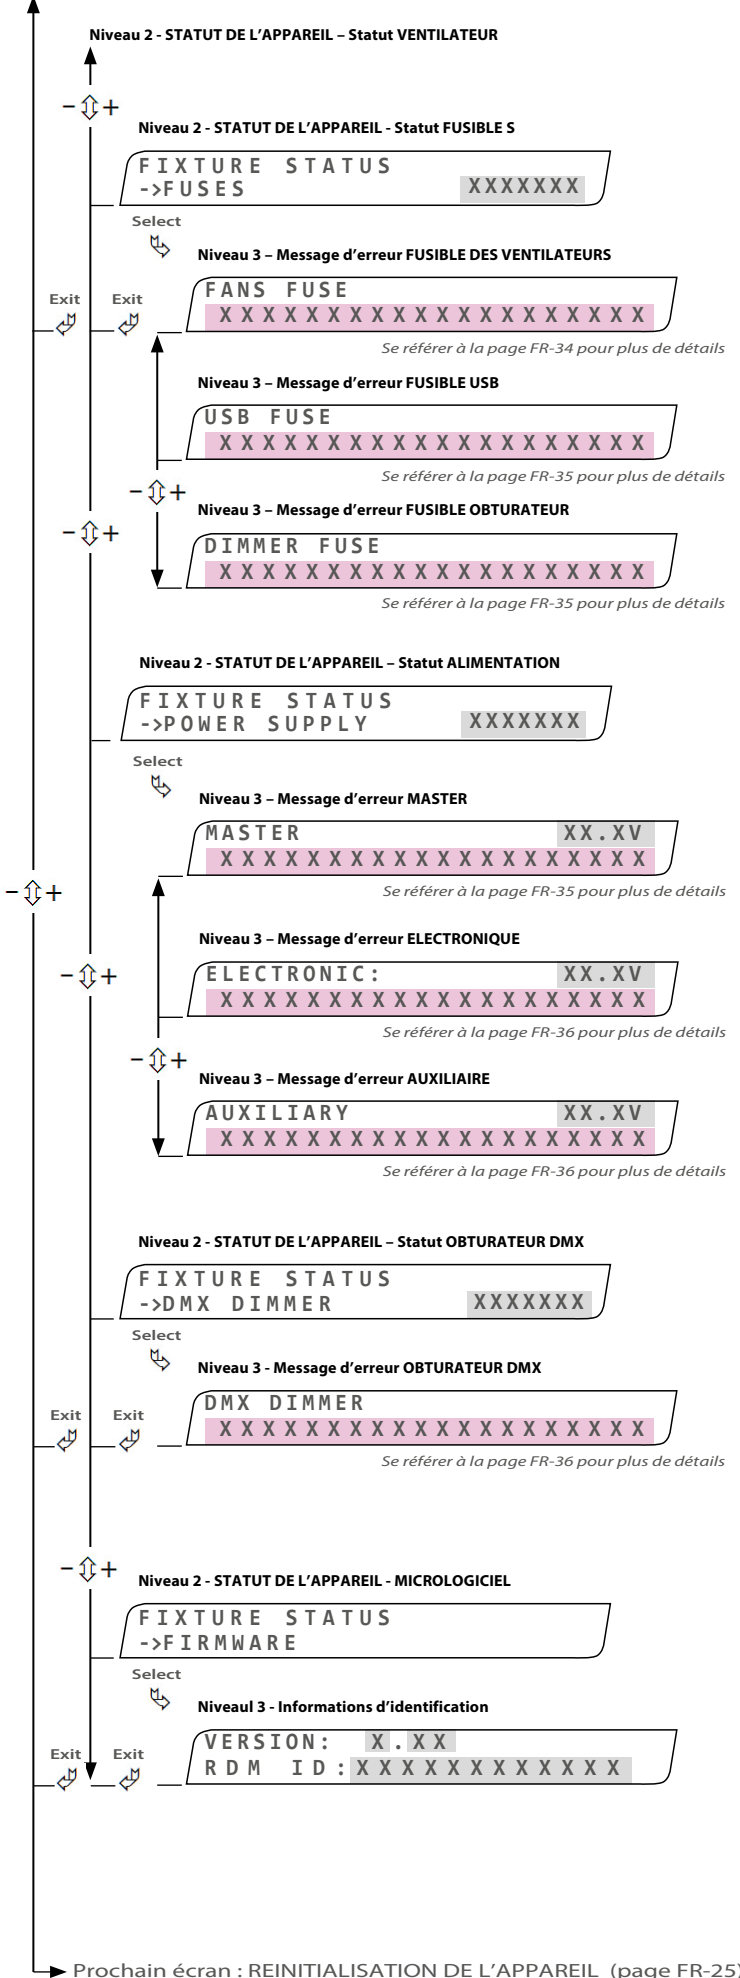 Niveau 2 - STATUT DE L’APPAREIL – Statut VENTILATEUR
− +
Niveau 2 - STATUT DE L’APPAREIL - Statut FUSIBLE S
FIXTURE STATUS
->FUSES XXXXXXX
Select
Niveau 3 – Message d’erreur FUSIBLE DES VENTILATEURS
Exit Exit
FANS FUSE
XXXXXXXXXXXXXXXXXXXX
Se référer à la page FR-34 pour plus de détails
Niveau 3 – Message d’erreur FUSIBLE USB
USB FUSE
XXXXXXXXXXXXXXXXXXXX
Se référer à la page FR-35 pour plus de détails
− +
Niveau 3 – Message d’erreur FUSIBLE OBTURATEUR
− +
DIMMER FUSE
XXXXXXXXXXXXXXXXXXXX
Se référer à la page FR-35 pour plus de détails
Niveau 2 - STATUT DE L’APPAREIL – Statut ALIMENTATION
FIXTURE STATUS
->POWER SUPPLY XXXXXXX
Select
Niveau 3 – Message d’erreur MASTER
MASTER XX.XV
XXXXXXXXXXXXXXXXXXXX
Se référer à la page FR-35 pour plus de détails
− +
Niveau 3 – Message d’erreur ELECTRONIQUE
− +
ELECTRONIC: XX.XV
XXXXXXXXXXXXXXXXXXXX
Se référer à la page FR-36 pour plus de détails
− +
Niveau 3 – Message d’erreur AUXILIAIRE
AUXILIARY XX.XV
XXXXXXXXXXXXXXXXXXXX
Se référer à la page FR-36 pour plus de détails
Niveau 2 - STATUT DE L’APPAREIL – Statut OBTURATEUR DMX
FIXTURE STATUS
->DMX DIMMER XXXXXXX
Select
Niveau 3 - Message d’erreur OBTURATEUR DMX
Exit Exit
DMX DIMMER
XXXXXXXXXXXXXXXXXXXX
Se référer à la page FR-36 pour plus de détails
− +
Niveau 2 - STATUT DE L’APPAREIL - MICROLOGICIEL
FIXTURE STATUS
->FIRMWARE
Select
Niveaul 3 - Informations d’identification
Exit Exit
VERSION: X.XX
RDM ID:XXXXXXXXXXXX
Prochain écran : REINITIALISATION DE L’APPAREIL (page FR-25)